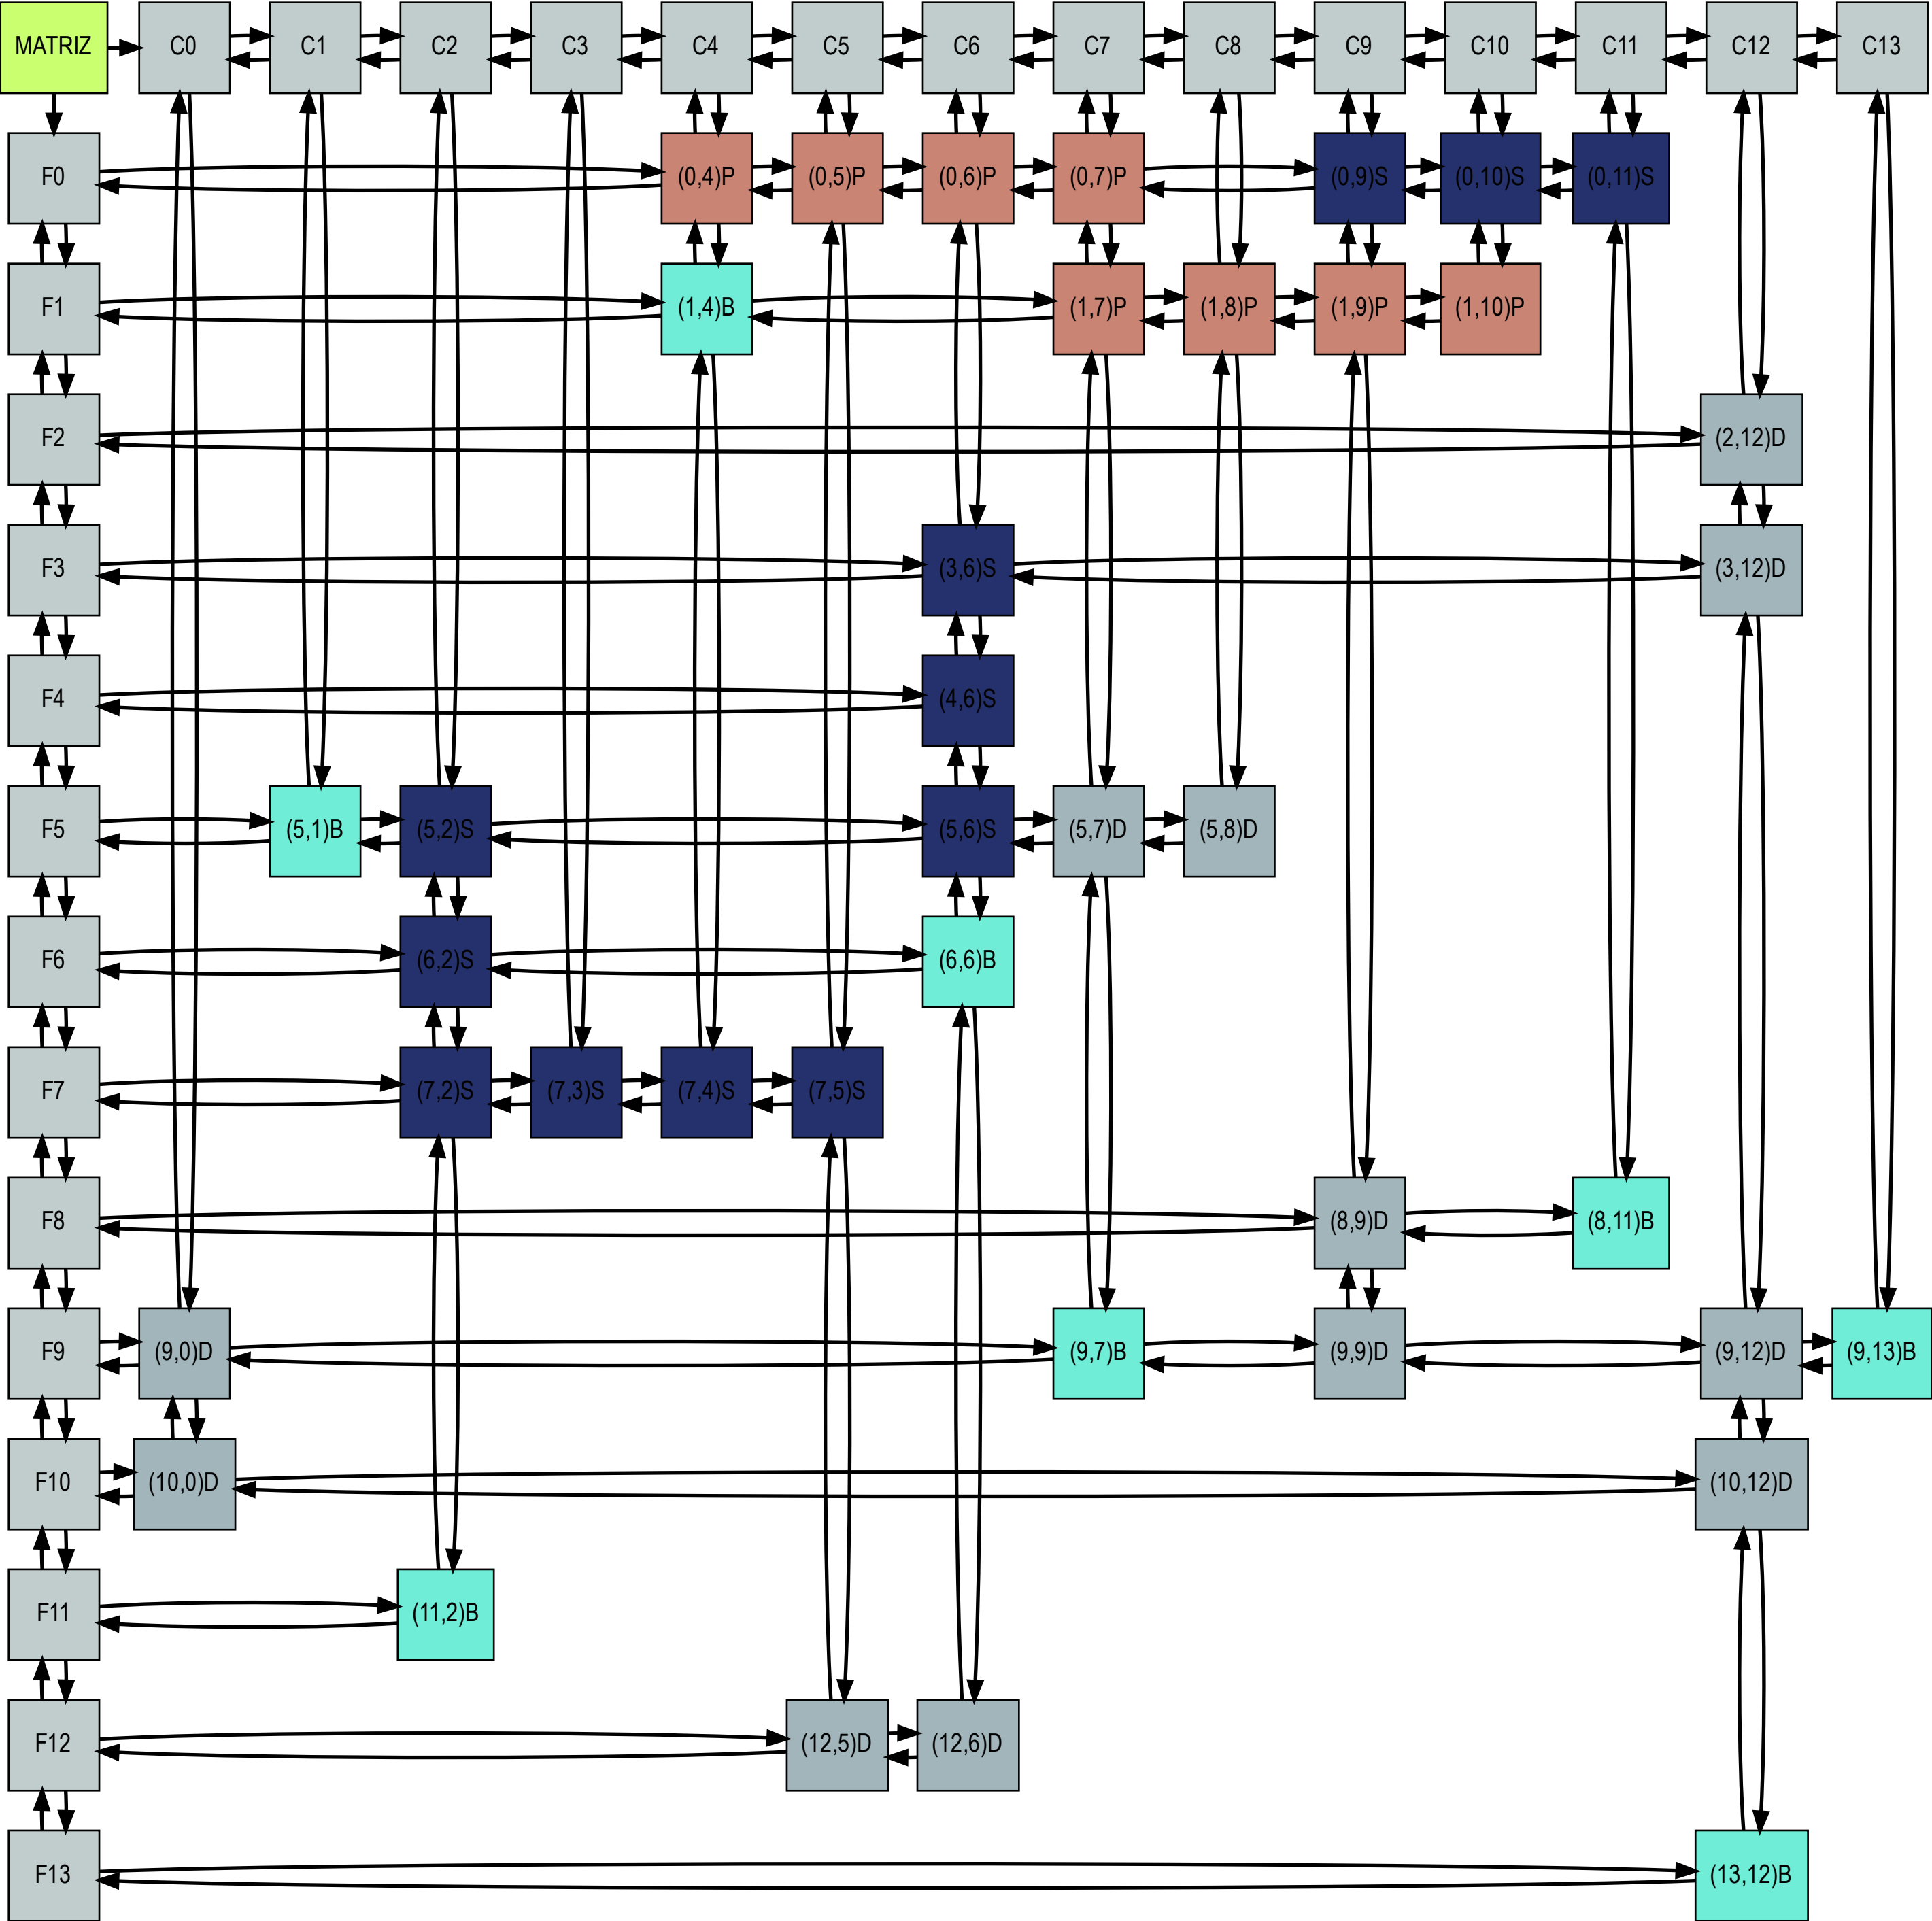 MATRIZ C0 C1 C2 C3 C4 C5 C6 C7 C8 C9 C10 C11 C12 C13
F0 (0,4)P (0,5)P (0,6)P (0,7)P (0,9)S (0,10)S (0,11)S
F1 (1,4)B (1,7)P (1,8)P (1,9)P (1,10)P
F2 (2,12)D
F3 (3,6)S (3,12)D
F4 (4,6)S
F5 (5,1)B (5,2)S (5,6)S (5,7)D (5,8)D
F6 (6,2)S (6,6)B
F7 (7,2)S (7,3)S (7,4)S (7,5)S
F8 (8,9)D (8,11)B
F9 (9,0)D (9,7)B (9,9)D (9,12)D (9,13)B
F10 (10,0)D (10,12)D
F11 (11,2)B
F12 (12,5)D (12,6)D
F13 (13,12)B